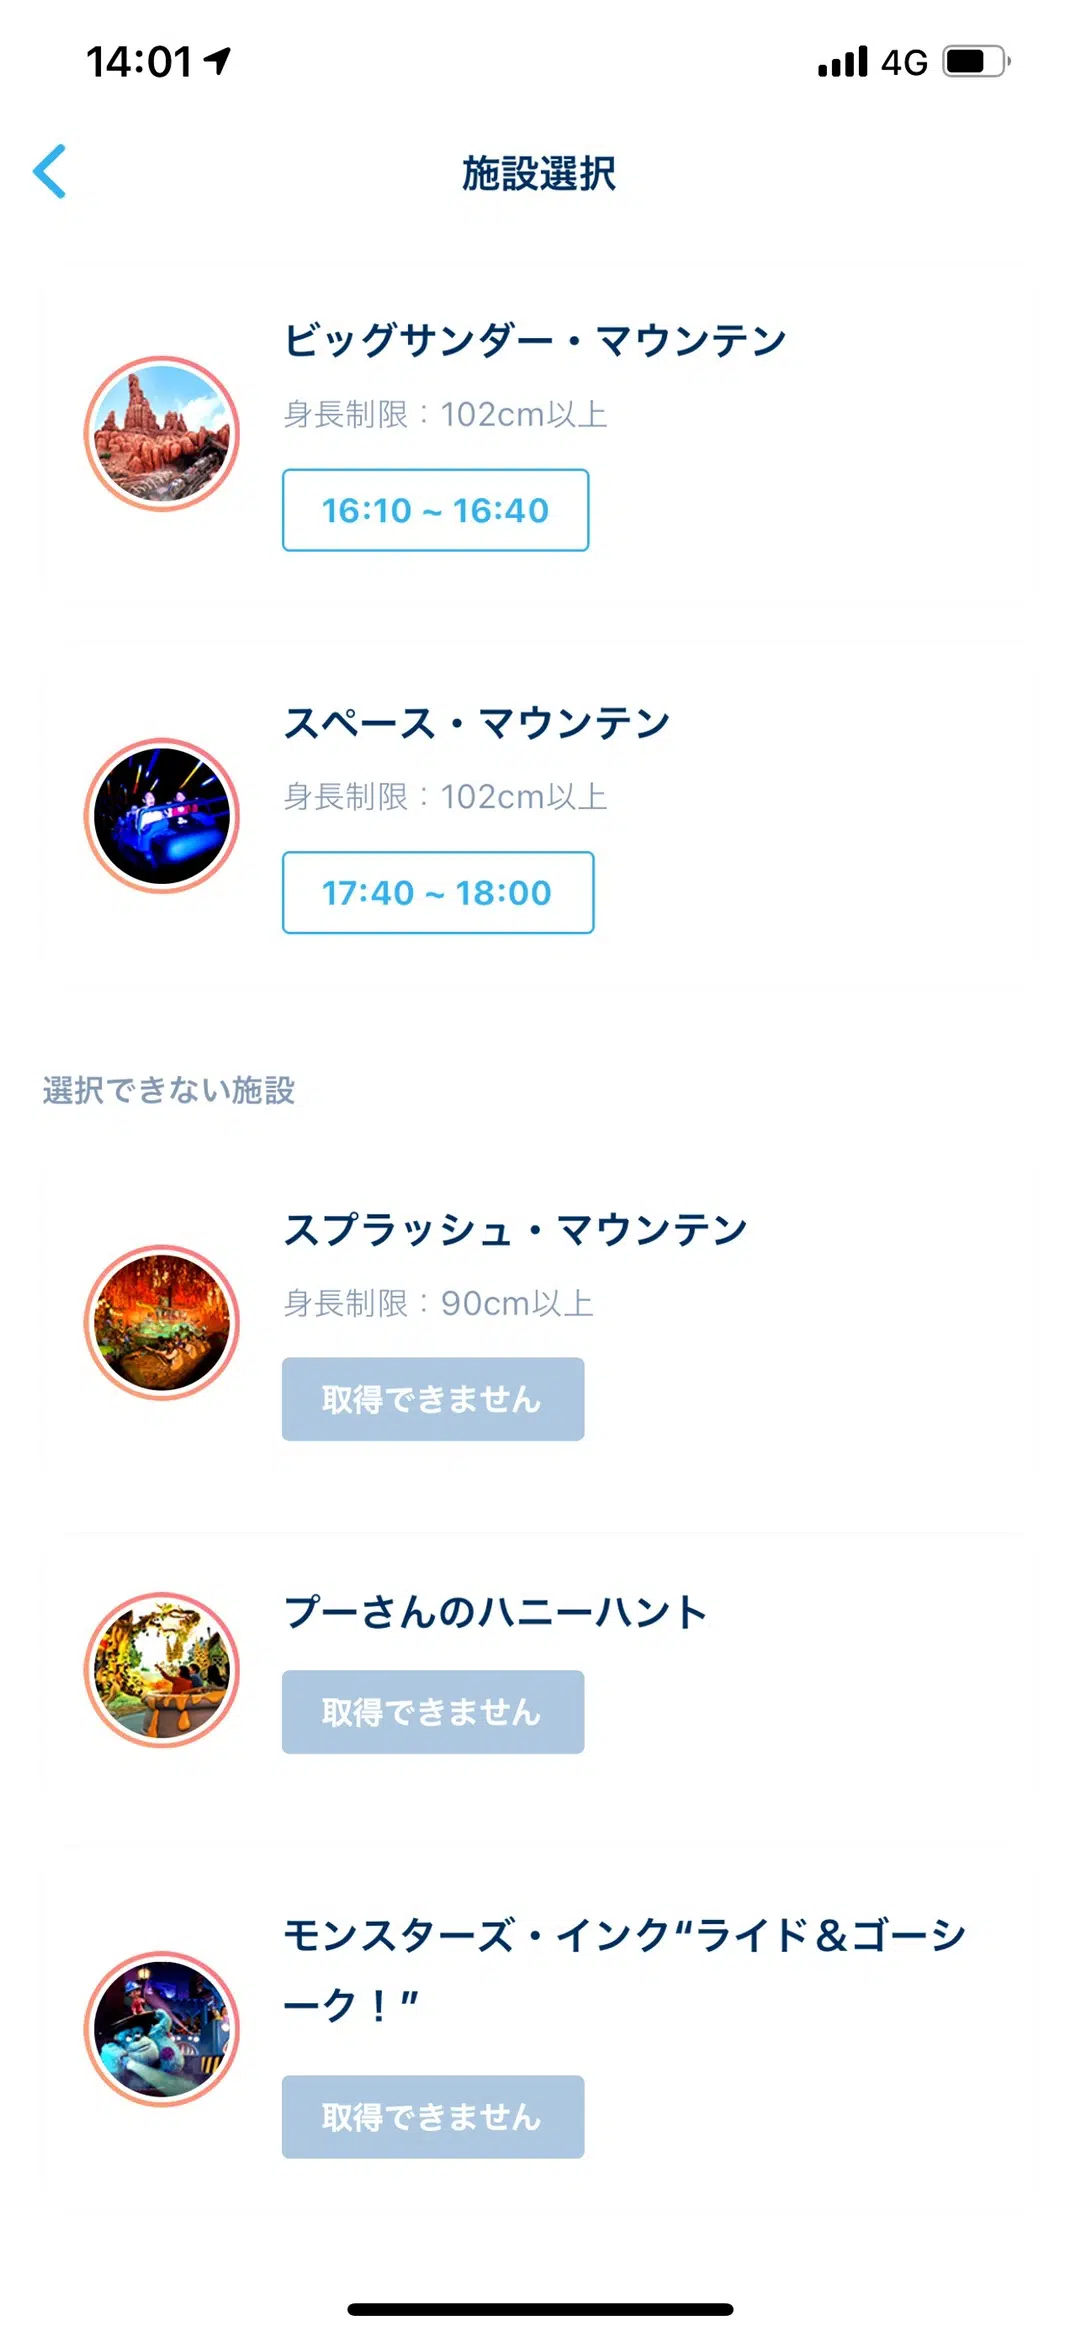 14:01 4G
施設選択
ビッグサンダー・マウンテン
身長制限：102cm以上
16:10 ~ 16:40
スペース・マウンテン
身長制限：102cm以上
17:40 ~ 18:00
選択できない施設
スプラッシュ・マウンテン
身長制限：90cm以上
取得できません
プーさんのハニーハント
取得できません
モンスターズ・インク“ライド＆ゴーシ
ーク！”
取得できません